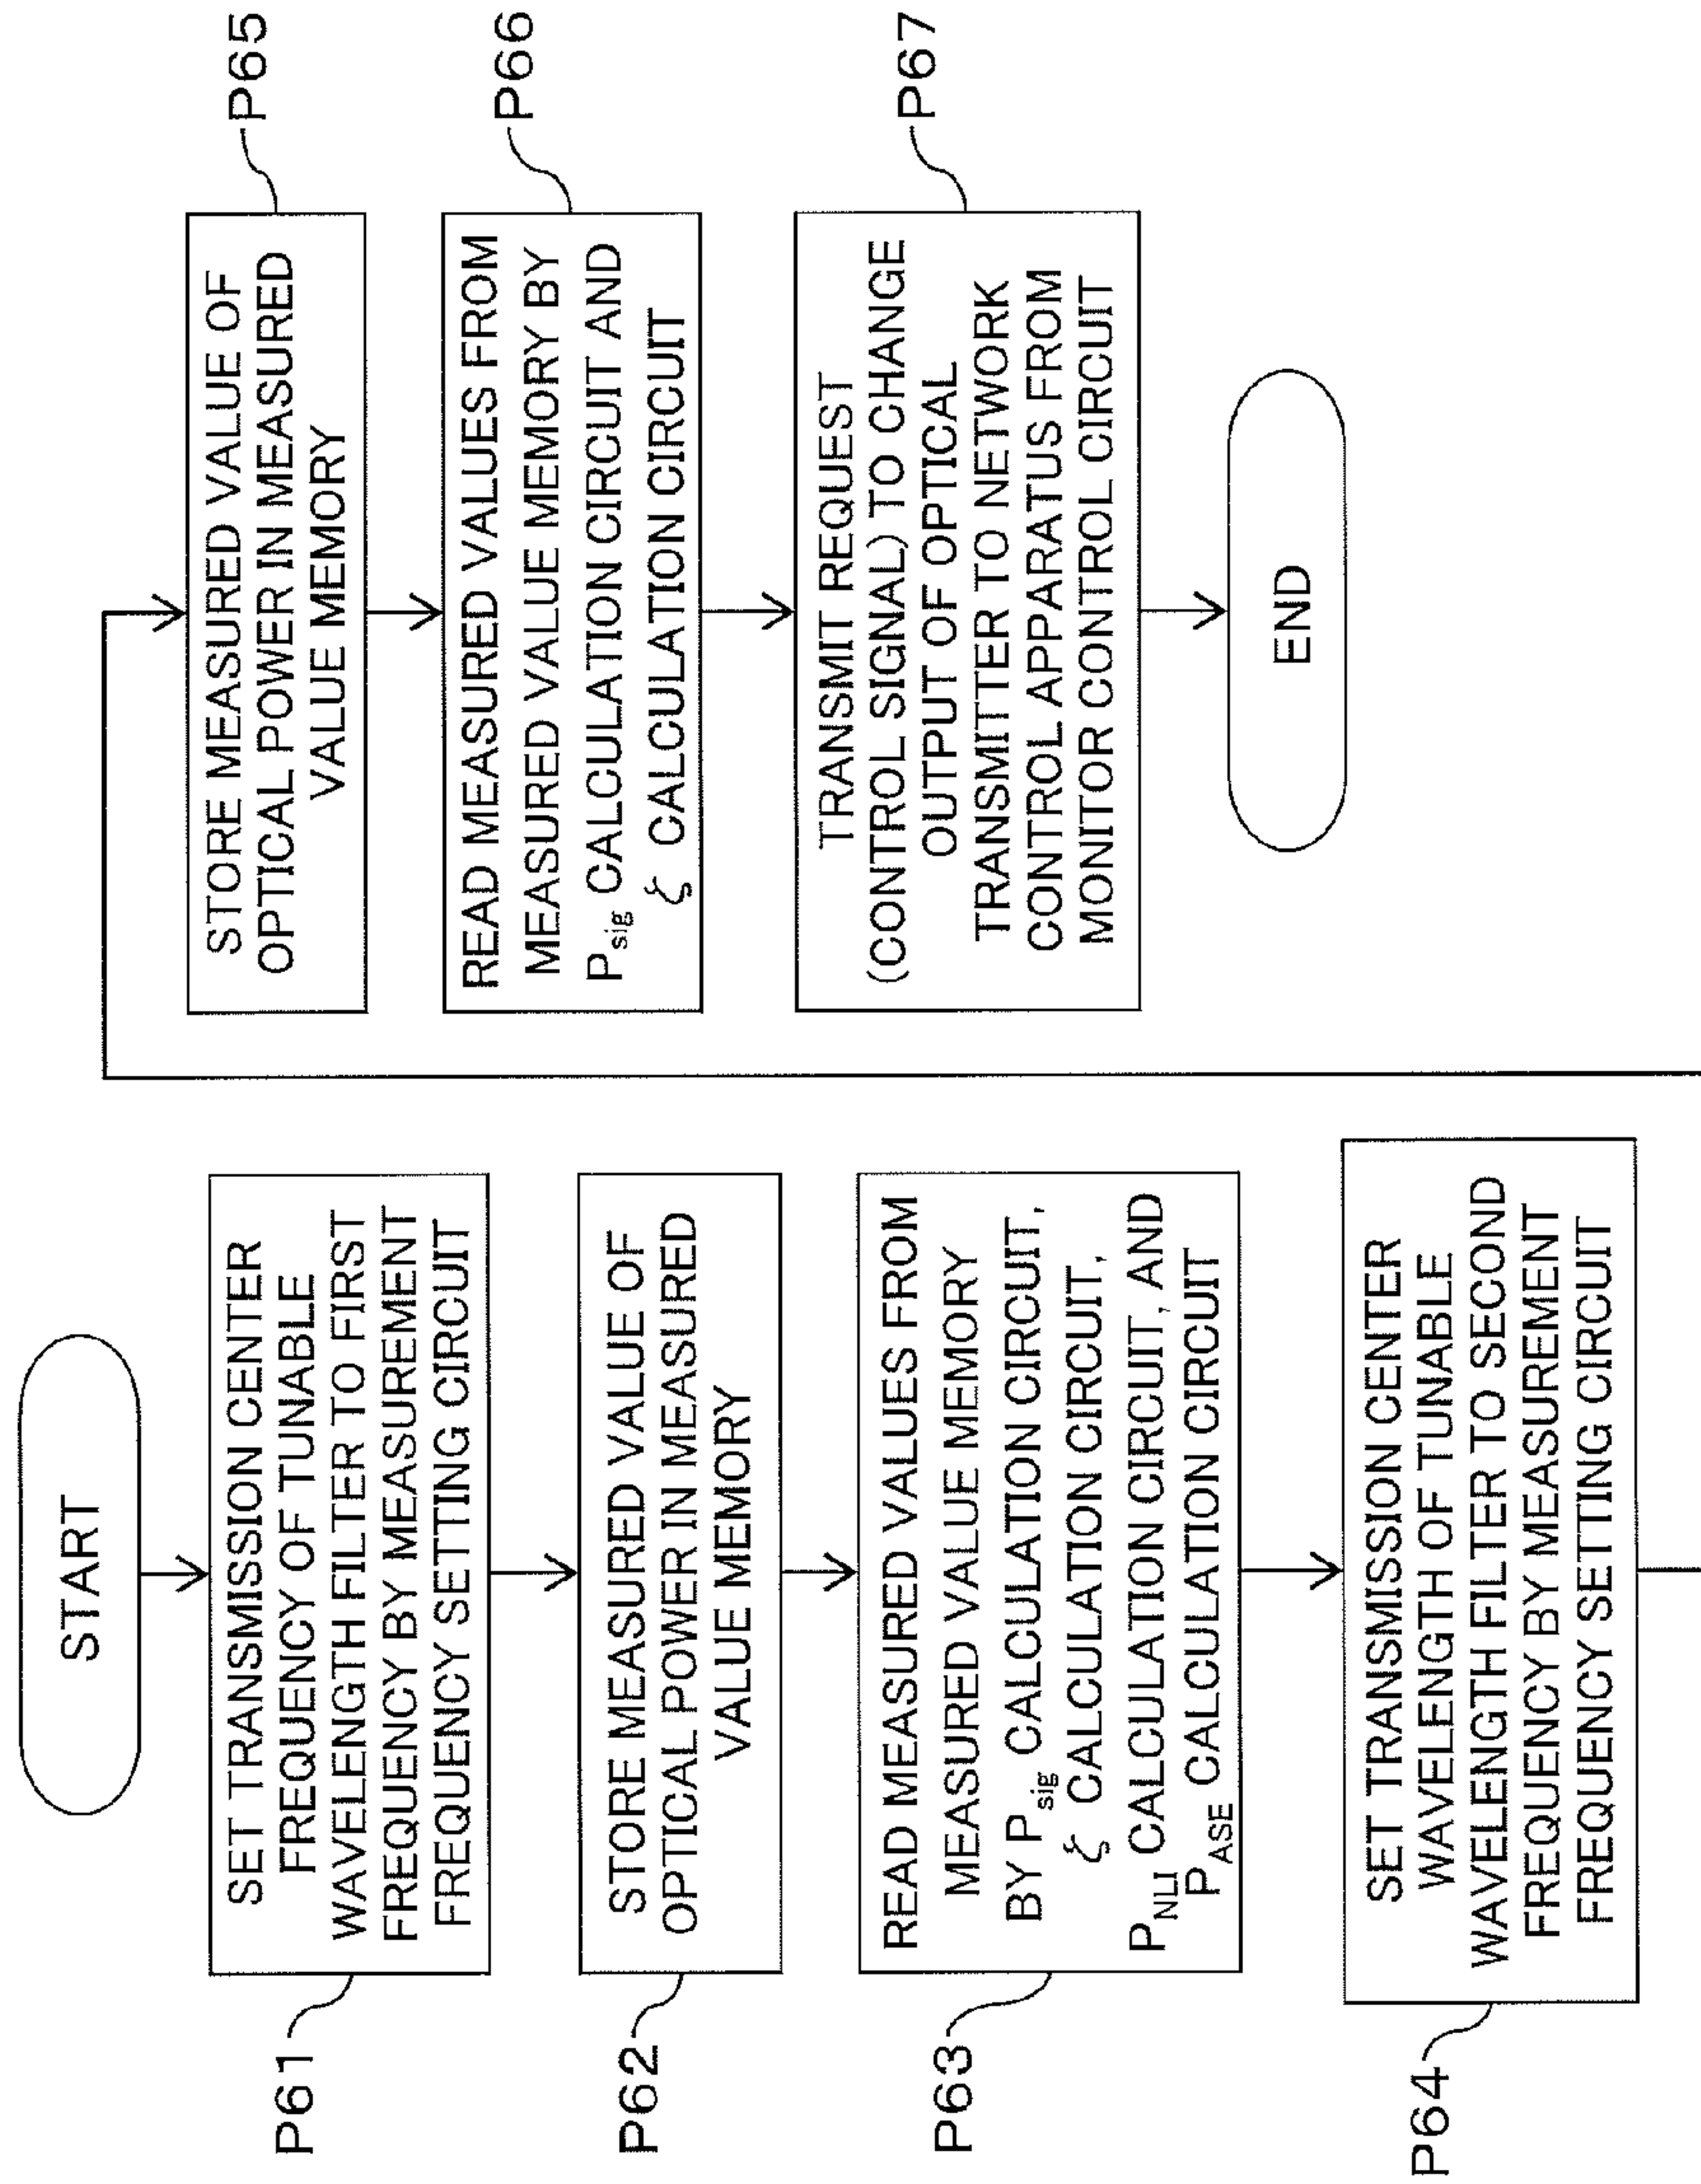 START
P61
SET TRANSMISSION CENTER
FREQUENCY OF TUNABLE
WAVELENGTH FILTER TO FIRST
FREQUENCY BY MEASUREMENT
FREQUENCY SETTING CIRCUIT
P62
STORE MEASURED VALUE OF
OPTICAL POWER IN MEASURED
VALUE MEMORY
P63
READ MEASURED VALUES FROM
MEASURED VALUE MEMORY
BY P sig CALCULATION CIRCUIT,
ζ CALCULATION CIRCUIT,
P NLI CALCULATION CIRCUIT, AND
P ASE CALCULATION CIRCUIT
P64
SET TRANSMISSION CENTER
WAVELENGTH OF TUNABLE
WAVELENGTH FILTER TO SECOND
FREQUENCY BY MEASUREMENT
FREQUENCY SETTING CIRCUIT
P65
STORE MEASURED VALUE OF
OPTICAL POWER IN MEASURED
VALUE MEMORY
P66
READ MEASURED VALUES FROM
MEASURED VALUE MEMORY BY
P sig CALCULATION CIRCUIT AND
ζ CALCULATION CIRCUIT
P67
TRANSMIT REQUEST
(CONTROL SIGNAL) TO CHANGE
OUTPUT OF OPTICAL
TRANSMITTER TO NETWORK
CONTROL APPARATUS FROM
MONITOR CONTROL CIRCUIT
END